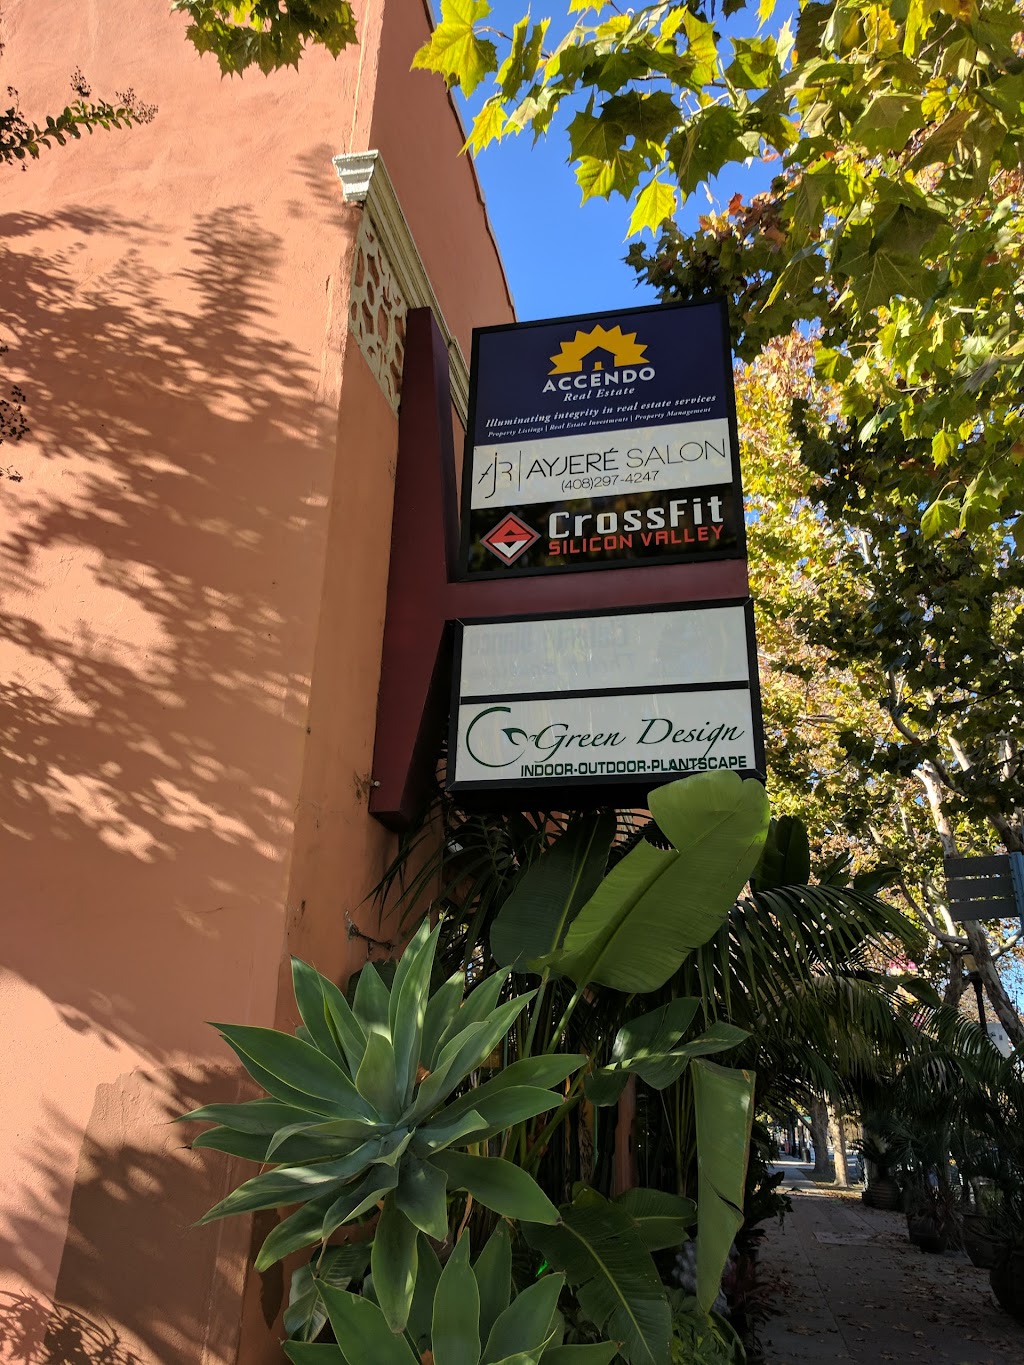 ACCENDO
Real Estate
Illuminating integrity in real estate services
Property Listings | Real Estate Investments | Property Management
AJR AYJERÉ SALON
(408)297-4247
CrossFit
SILICON VALLEY
Green Design
INDOOR-OUTDOOR-PLANTSCAPE